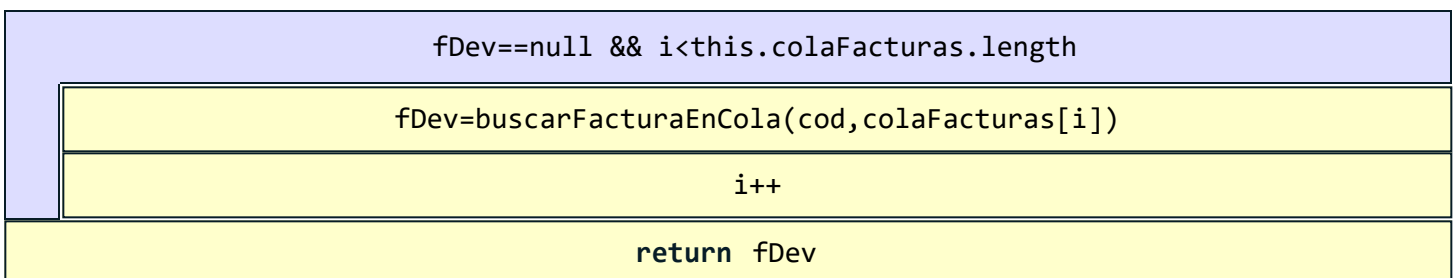 fDev==null && i<this.colaFacturas.length
fDev=buscarFacturaEnCola(cod,colaFacturas[i])
i++
return fDev